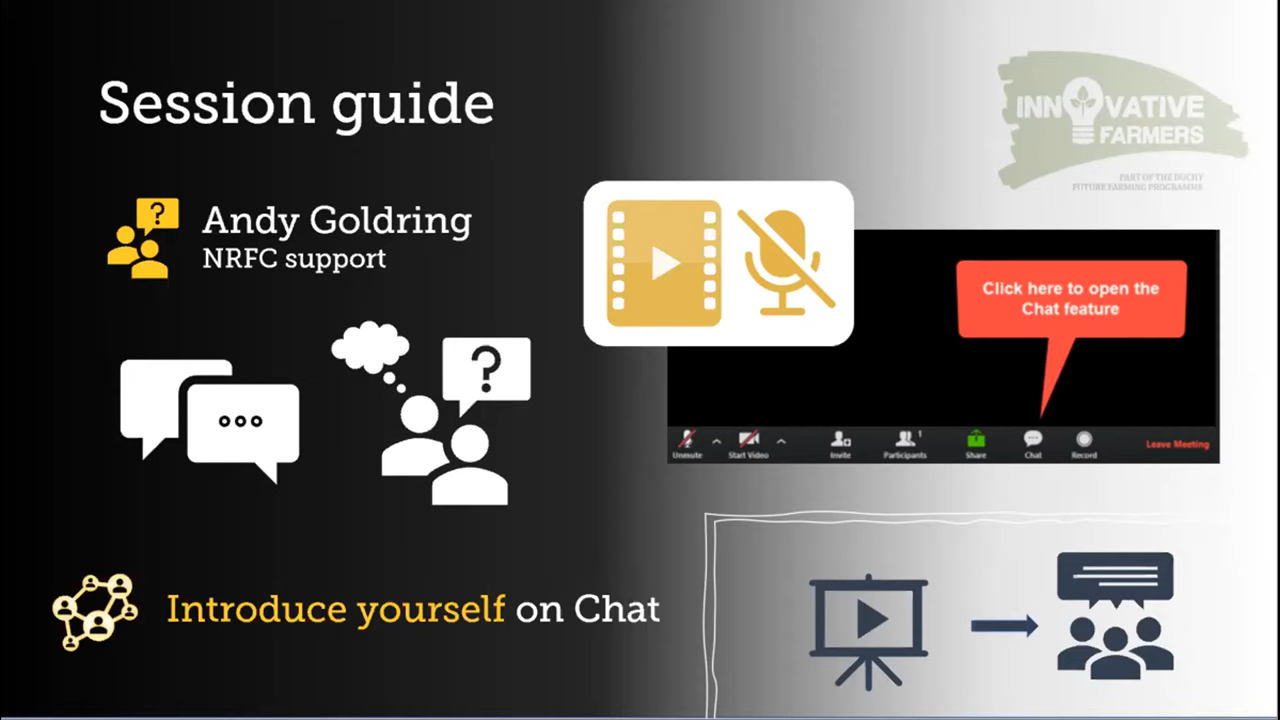 Session guide
INNOVATIVE
FARMERS
PART OF THE DUCHY
FUTURE FARMING PROGRAMME
?
Andy Goldring
NRFC support
Click here to open the
Chat feature
?
1
Unmute
Start Video
Invite
Participants
Share
Chat
Record
Leave Meeting
Introduce yourself on Chat